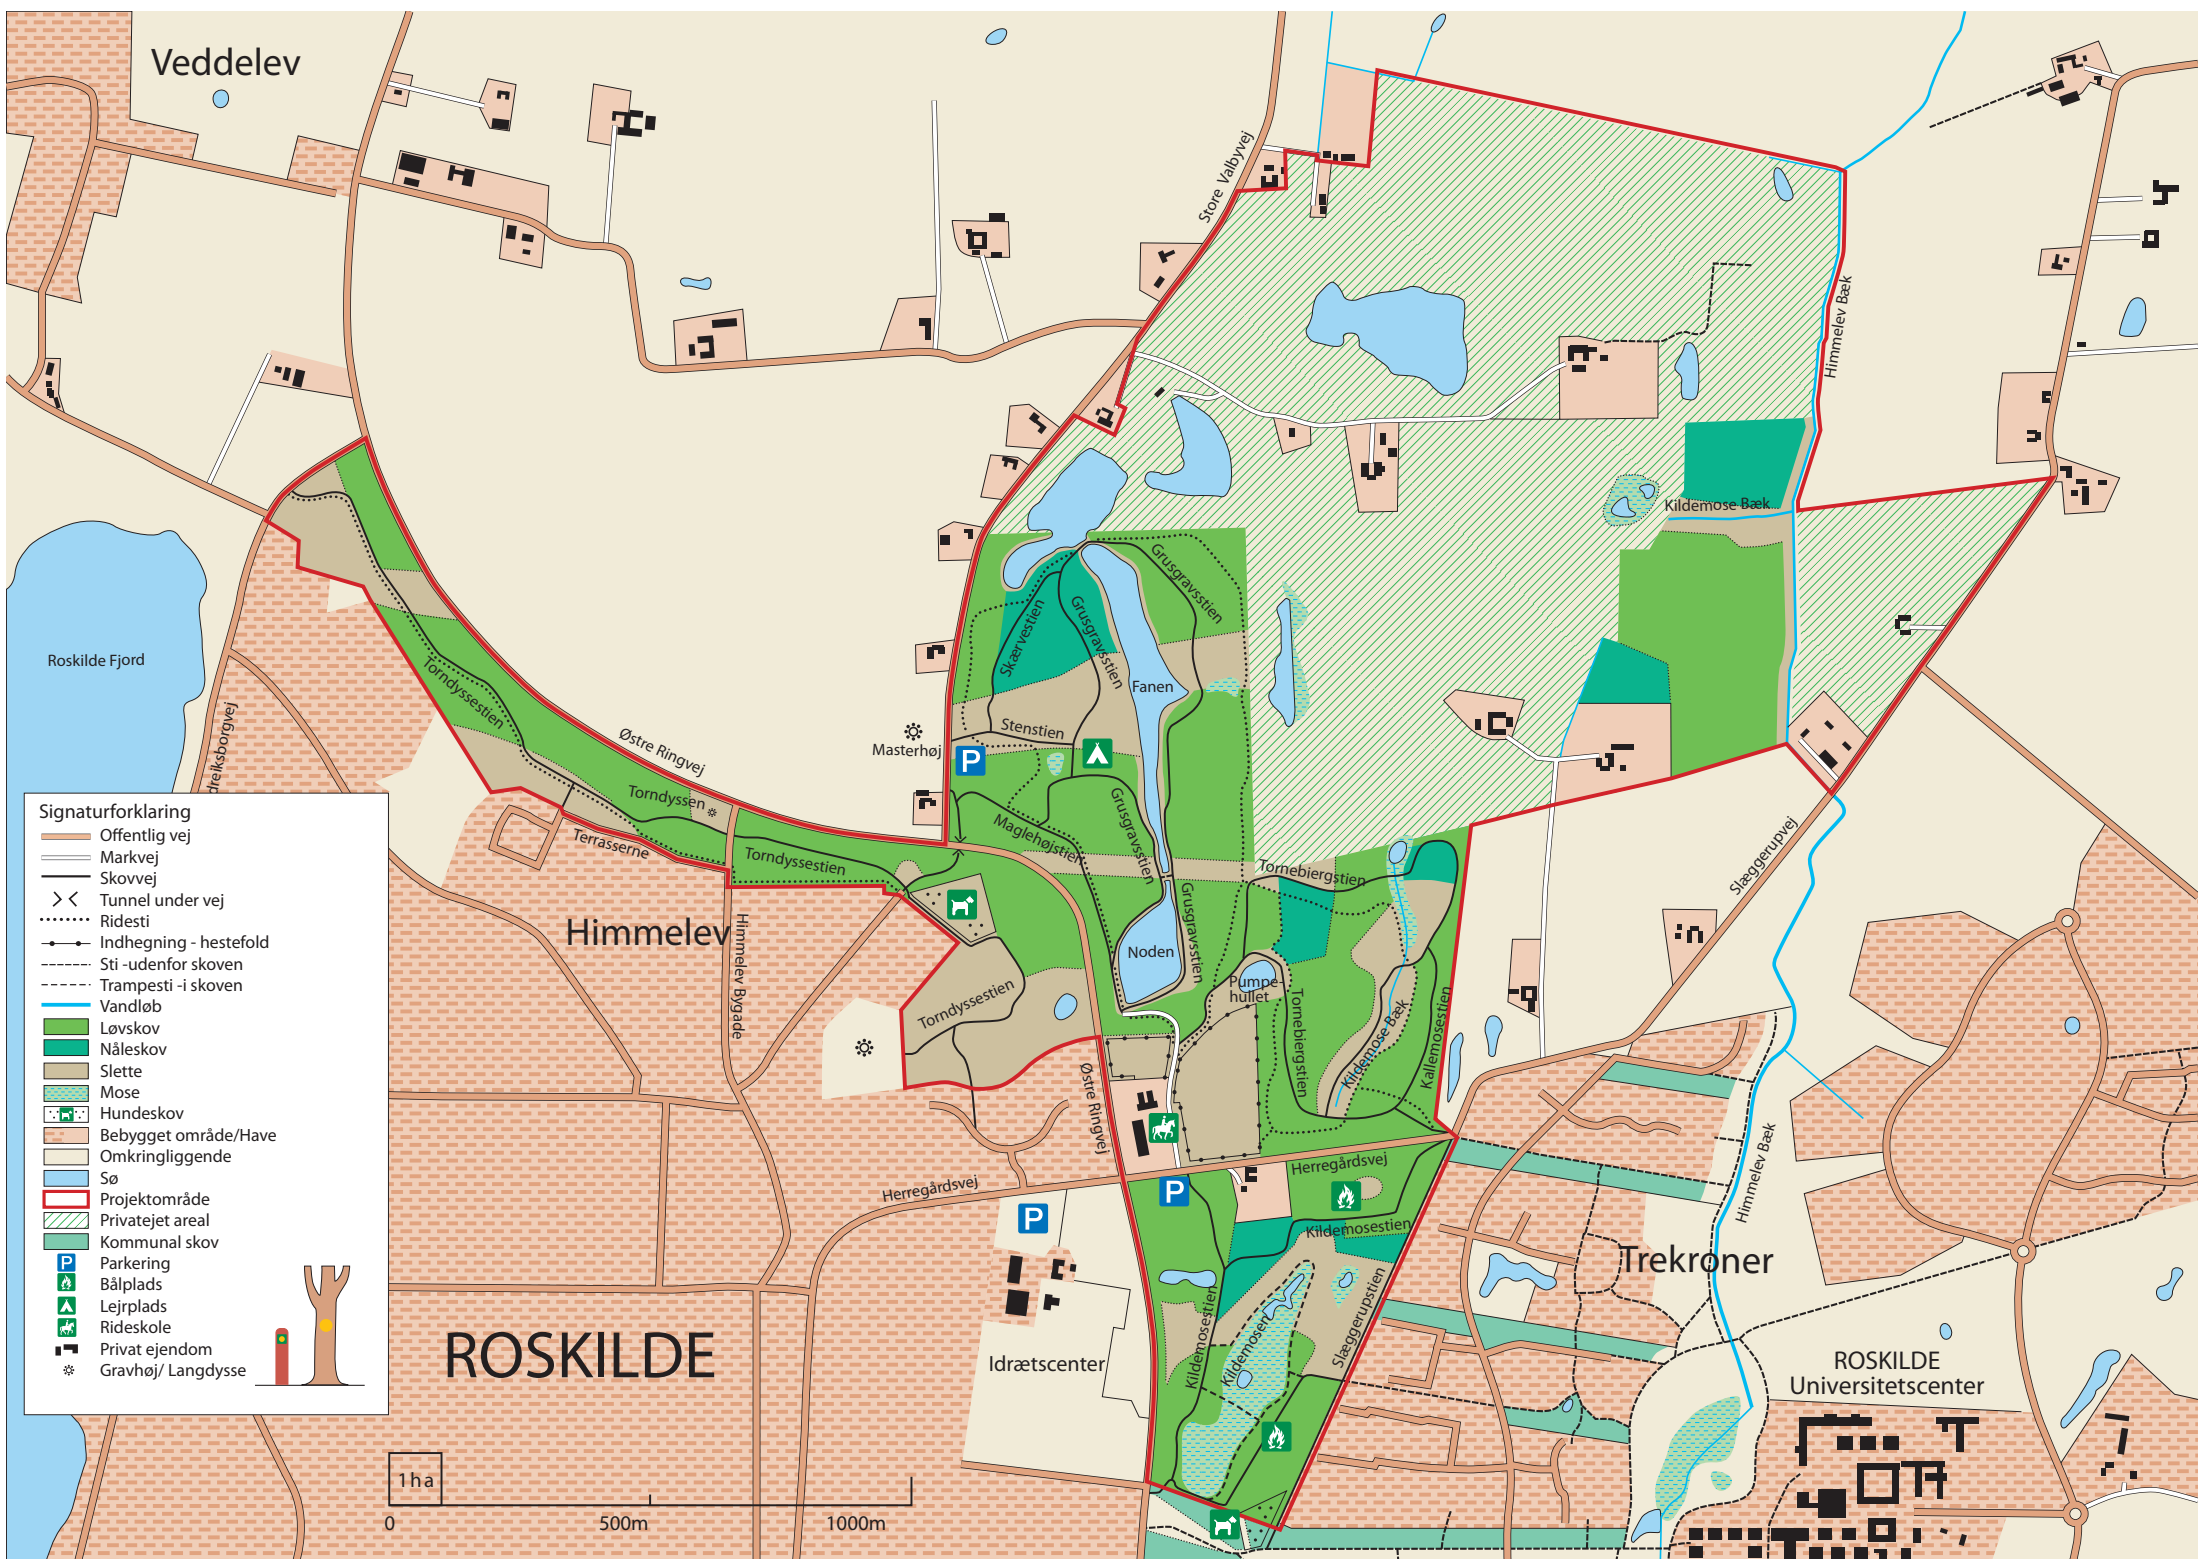 Veddelev
Store Valbyvej
Himmelev Bæk
Kildemose Bæk
Roskilde Fjord
Torndyssestien
Østre Ringvej
Masterhøj
Skærvestien
Grusgravsstien
Grusgravsstien
Fanen
Stenstien
P
Torndyssen
Terrasserne
Torndyssestien
Maglehøjstien
Grusgravsstien
Grusgravsstien
Tornebjergstien
Slæggerupvej
Himmelev
Himmelev Bygade
Noden
Pumpe-
hullet
Torndyssestien
Tornebjergstien
Kildemose Bæk
Kallemosestien
Østre Ringvej
Herregårdsvej
Herregårdsvej
P
P
Kildemosestien
Kildemosestien
Kildemosen
Slæggerupstien
Himmelev Bæk
Trekroner
Idrætscenter
ROSKILDE
ROSKILDE
Universitetscenter
dreiksborgvej
Signaturforklaring
Offentlig vej
Markvej
Skovvej
Tunnel under vej
Ridesti
Indhegning - hestefold
Sti -udenfor skoven
Trampesti -i skoven
Vandløb
Løvskov
Nåleskov
Slette
Mose
Hundeskov
Bebygget område/Have
Omkringliggende
Sø
Projektområde
Privatejet areal
Kommunal skov
P Parkering
Bålplads
Lejrplads
Rideskole
Privat ejendom
Gravhøj/ Langdysse
1 ha
0 500m 1000m